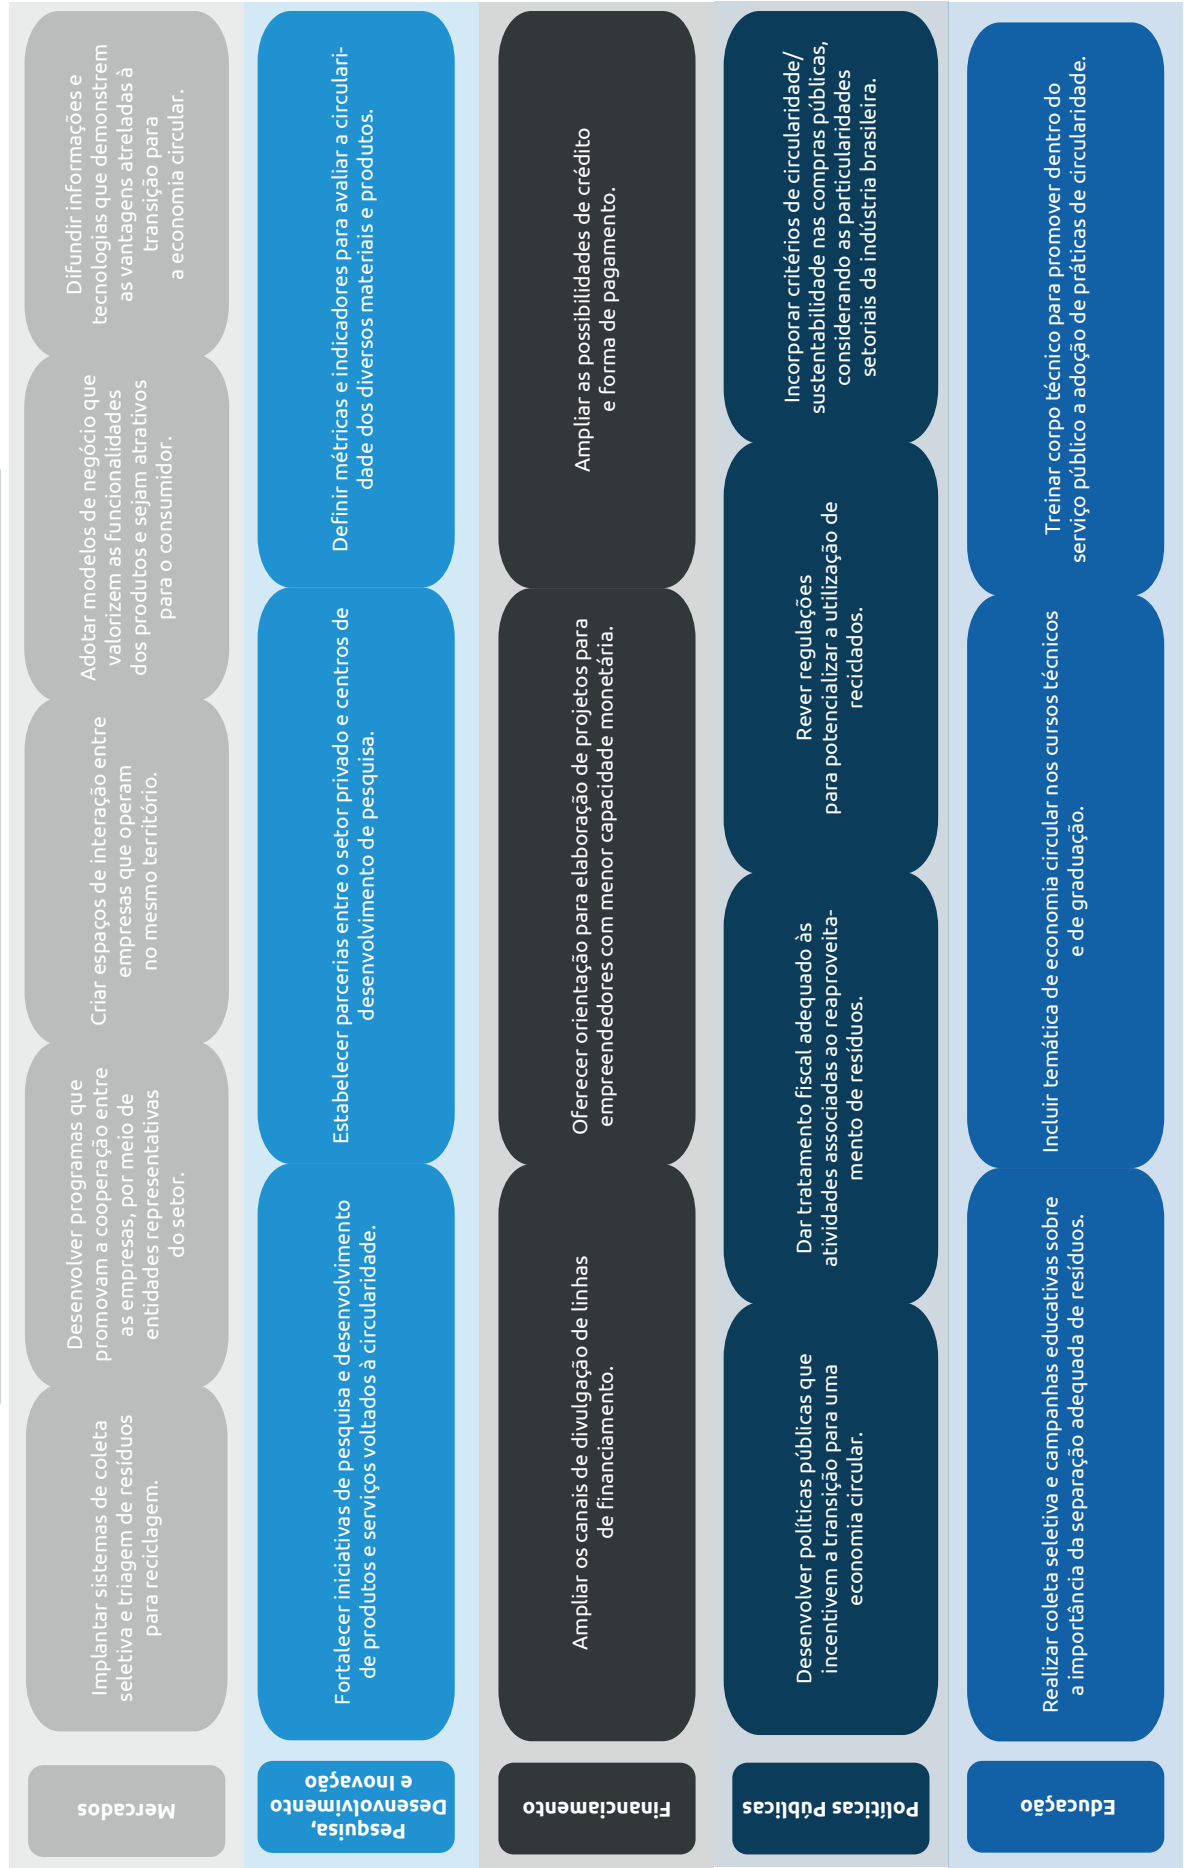 Mercados
Implantar sistemas de coleta
seletiva e triagem de resíduos
para reciclagem.
Desenvolver programas que
promovam a cooperação entre
as empresas, por meio de
entidades representativas
do setor.
Criar espaços de interação entre
empresas que operam
no mesmo território.
Adotar modelos de negócio que
valorizem as funcionalidades
dos produtos e sejam atrativos
para o consumidor.
Difundir informações e
tecnologias que demonstrem
as vantagens atreladas à
transição para
a economia circular.
Pesquisa,
Desenvolvimento
e Inovação
Fortalecer iniciativas de pesquisa e desenvolvimento
de produtos e serviços voltados à circularidade.
Estabelecer parcerias entre o setor privado e centros de
desenvolvimento de pesquisa.
Definir métricas e indicadores para avaliar a circulari-
dade dos diversos materiais e produtos.
Financiamento
Ampliar os canais de divulgação de linhas
de financiamento.
Oferecer orientação para elaboração de projetos para
empreendedores com menor capacidade monetária.
Ampliar as possibilidades de crédito
e forma de pagamento.
Políticas Públicas
Desenvolver políticas públicas que
incentivem a transição para uma
economia circular.
Dar tratamento fiscal adequado às
atividades associadas ao reaproveita-
mento de resíduos.
Rever regulações
para potencializar a utilização de
reciclados.
Incorporar critérios de circularidade/
sustentabilidade nas compras públicas,
considerando as particularidades
setoriais da indústria brasileira.
Educação
Realizar coleta seletiva e campanhas educativas sobre
a importância da separação adequada de resíduos.
Incluir temática de economia circular nos cursos técnicos
e de graduação.
Treinar corpo técnico para promover dentro do
serviço público a adoção de práticas de circularidade.